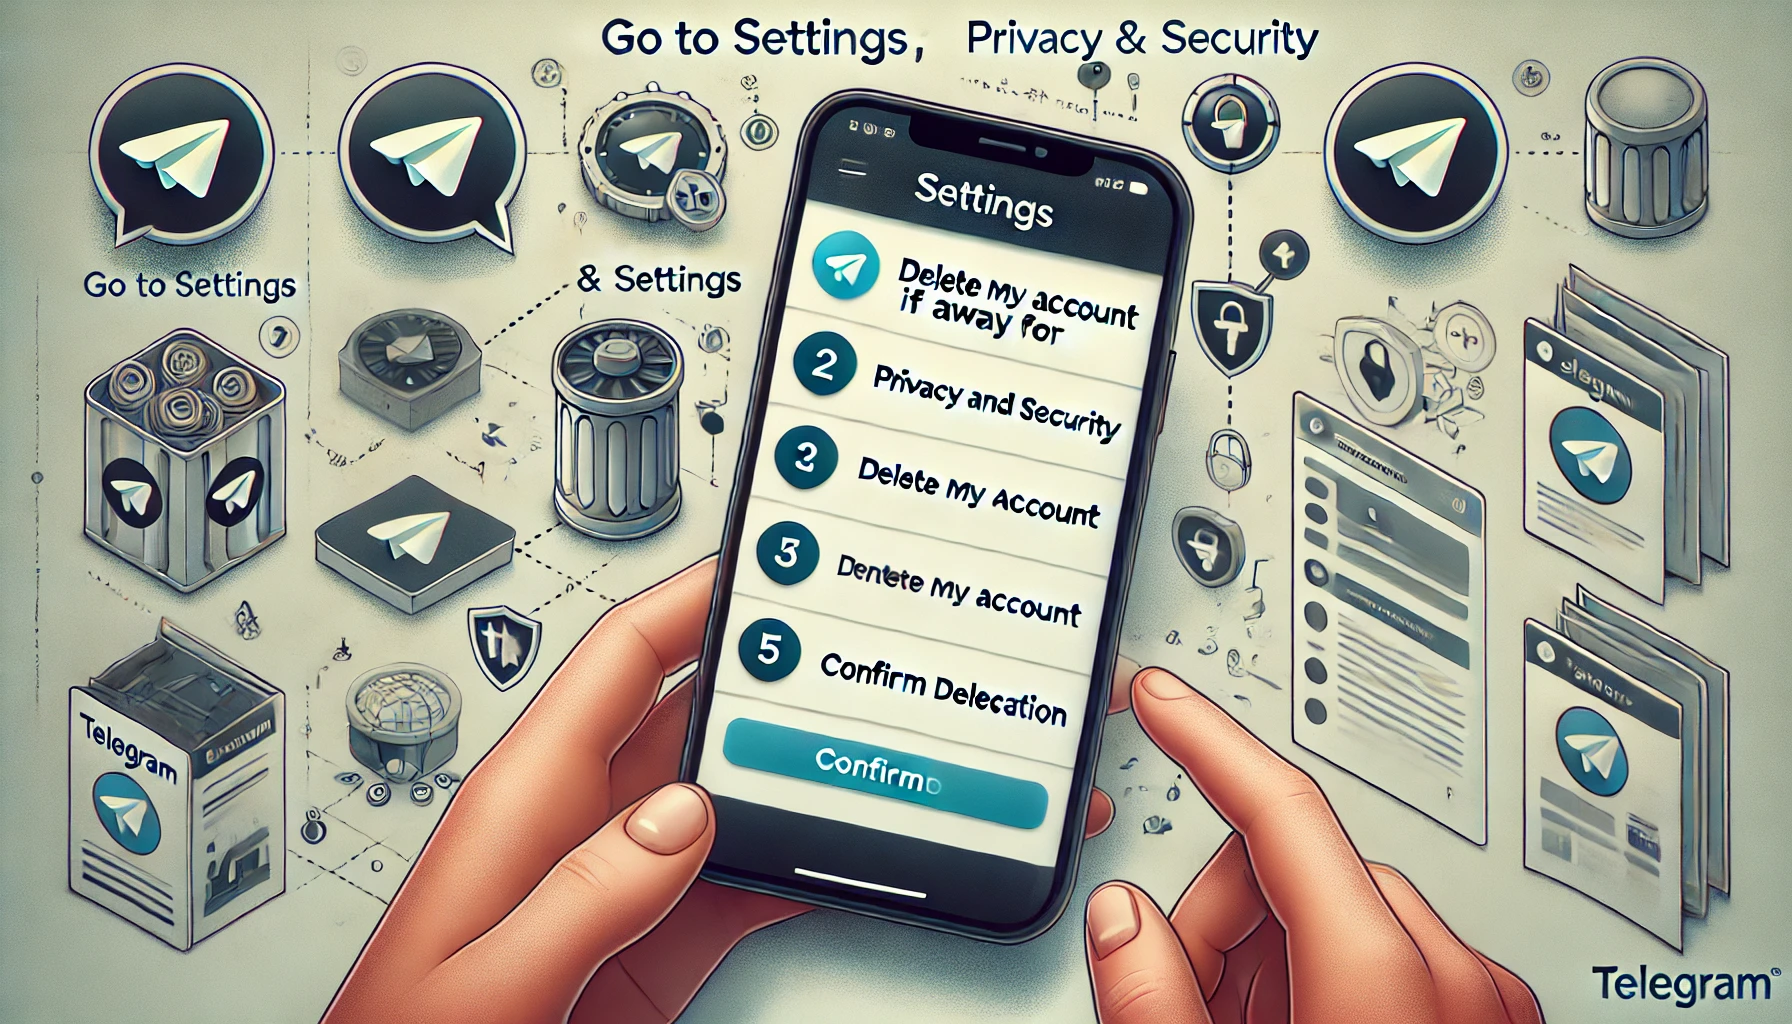 Go to Settings, Privacy & Security
Go to Settings
& Settings
Settings
Delete my account
if away for
2 Privacy and Security
2 Delete My Account
3 Dentete my account
5 Confirm Delecation
Confirm
Telegram
Telegram